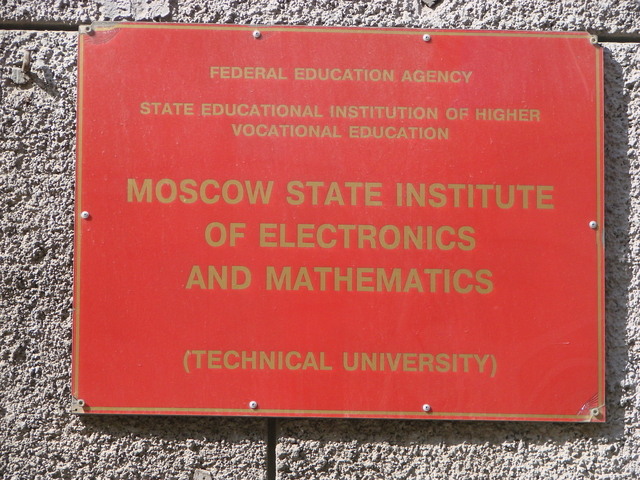 FEDERAL EDUCATION AGENCY
STATE EDUCATIONAL INSTITUTION OF HIGHER
VOCATIONAL EDUCATION
MOSCOW STATE INSTITUTE
OF ELECTRONICS
AND MATHEMATICS
(TECHNICAL UNIVERSITY)